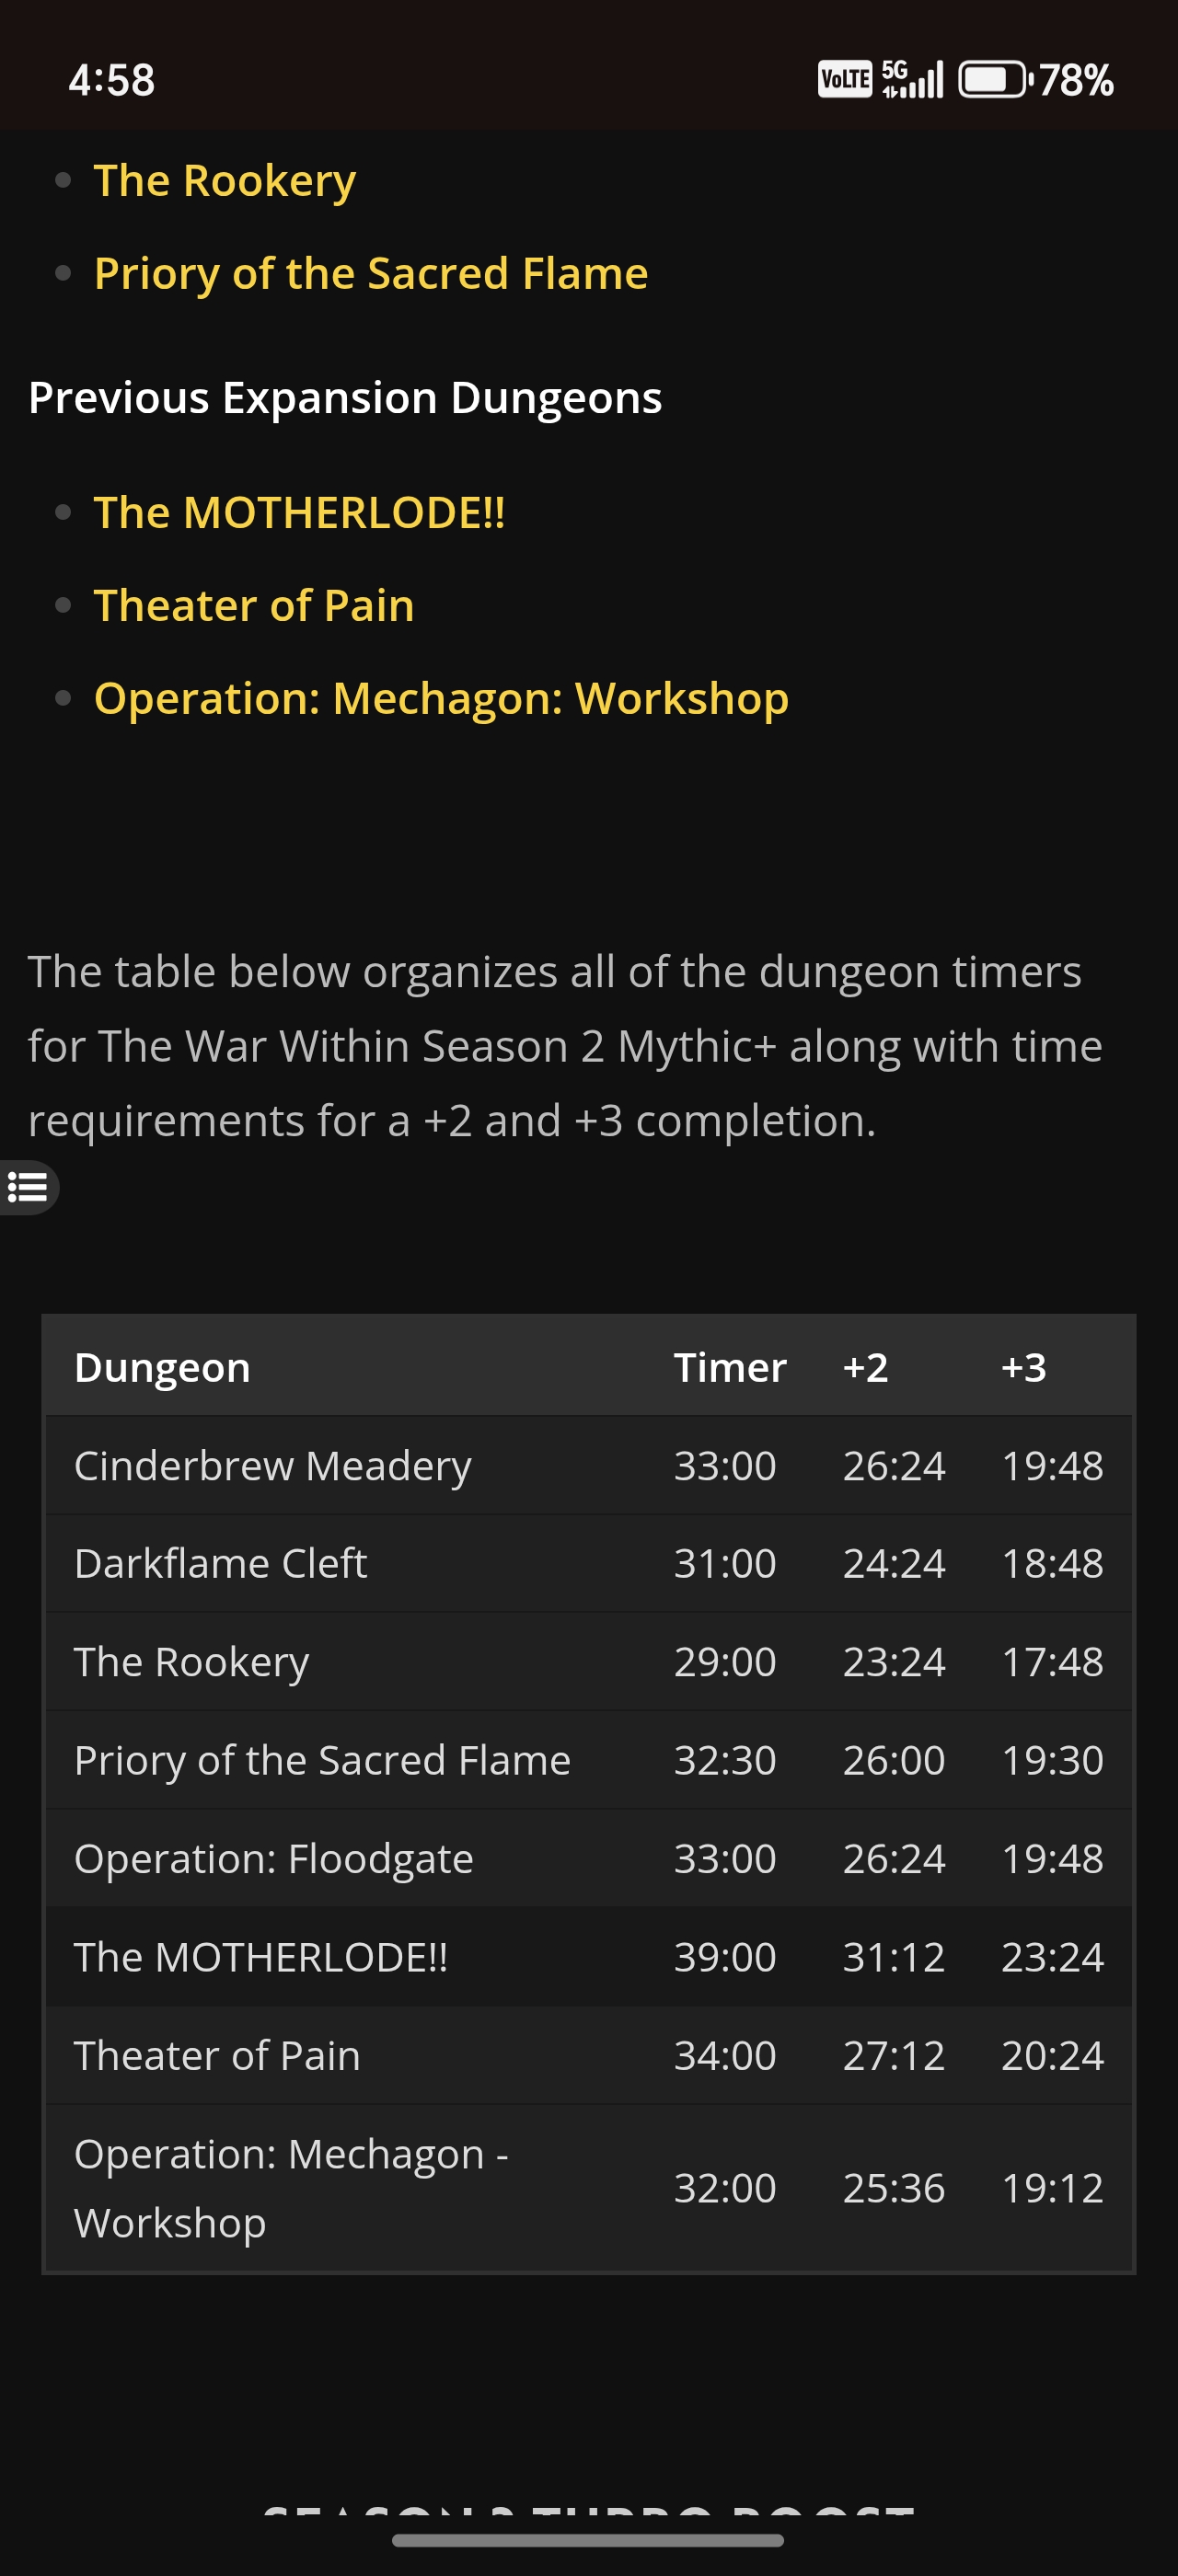 4:58 VoLTE 5G 78%
The Rookery
Priory of the Sacred Flame
Previous Expansion Dungeons
The MOTHERLODE!!
Theater of Pain
Operation: Mechagon: Workshop
The table below organizes all of the dungeon timers
for The War Within Season 2 Mythic+ along with time
requirements for a +2 and +3 completion.
Dungeon Timer +2 +3
Cinderbrew Meadery 33:00 26:24 19:48
Darkflame Cleft 31:00 24:24 18:48
The Rookery 29:00 23:24 17:48
Priory of the Sacred Flame 32:30 26:00 19:30
Operation: Floodgate 33:00 26:24 19:48
The MOTHERLODE!! 39:00 31:12 23:24
Theater of Pain 34:00 27:12 20:24
Operation: Mechagon -
Workshop 32:00 25:36 19:12